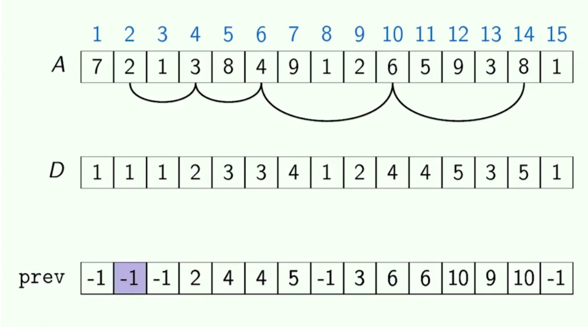 1 2 3 4 5 6 7 8 9 10 11 12 13 14 15
A 7 2 1 3 8 4 9 1 2 6 5 9 3 8 1
D 1 1 1 2 3 3 4 1 2 4 4 5 3 5 1
prev -1 -1 -1 2 4 4 5 -1 3 6 6 10 9 10 -1